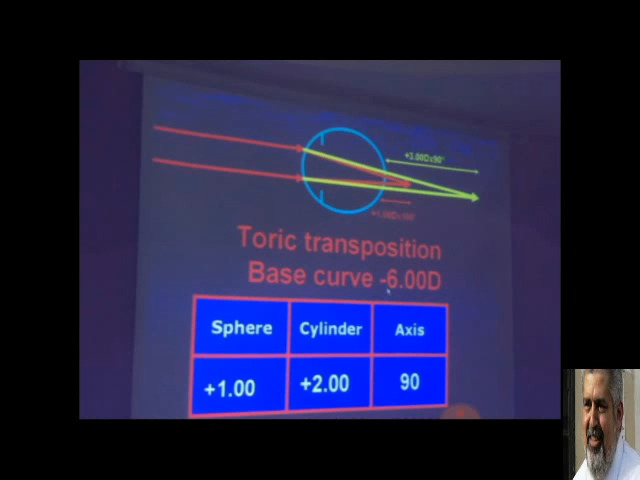 Toric transposition
Base curve -6.00D
Sphere Cylinder Axis
+1.00 +2.00 90